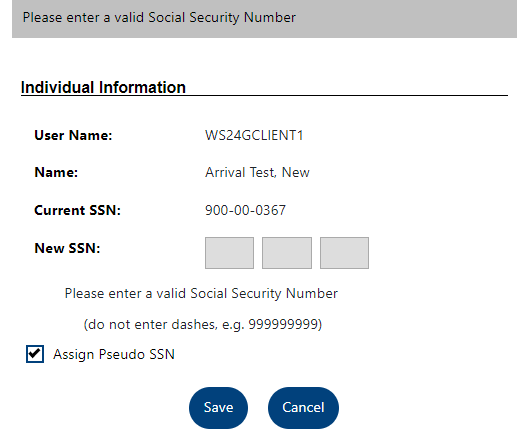 Please enter a valid Social Security Number
Individual Information
User Name: WS24GCLIENT1
Name: Arrival Test, New
Current SSN: 900-00-0367
New SSN:
Please enter a valid Social Security Number
(do not enter dashes, e.g. 999999999)
Assign Pseudo SSN
Save Cancel